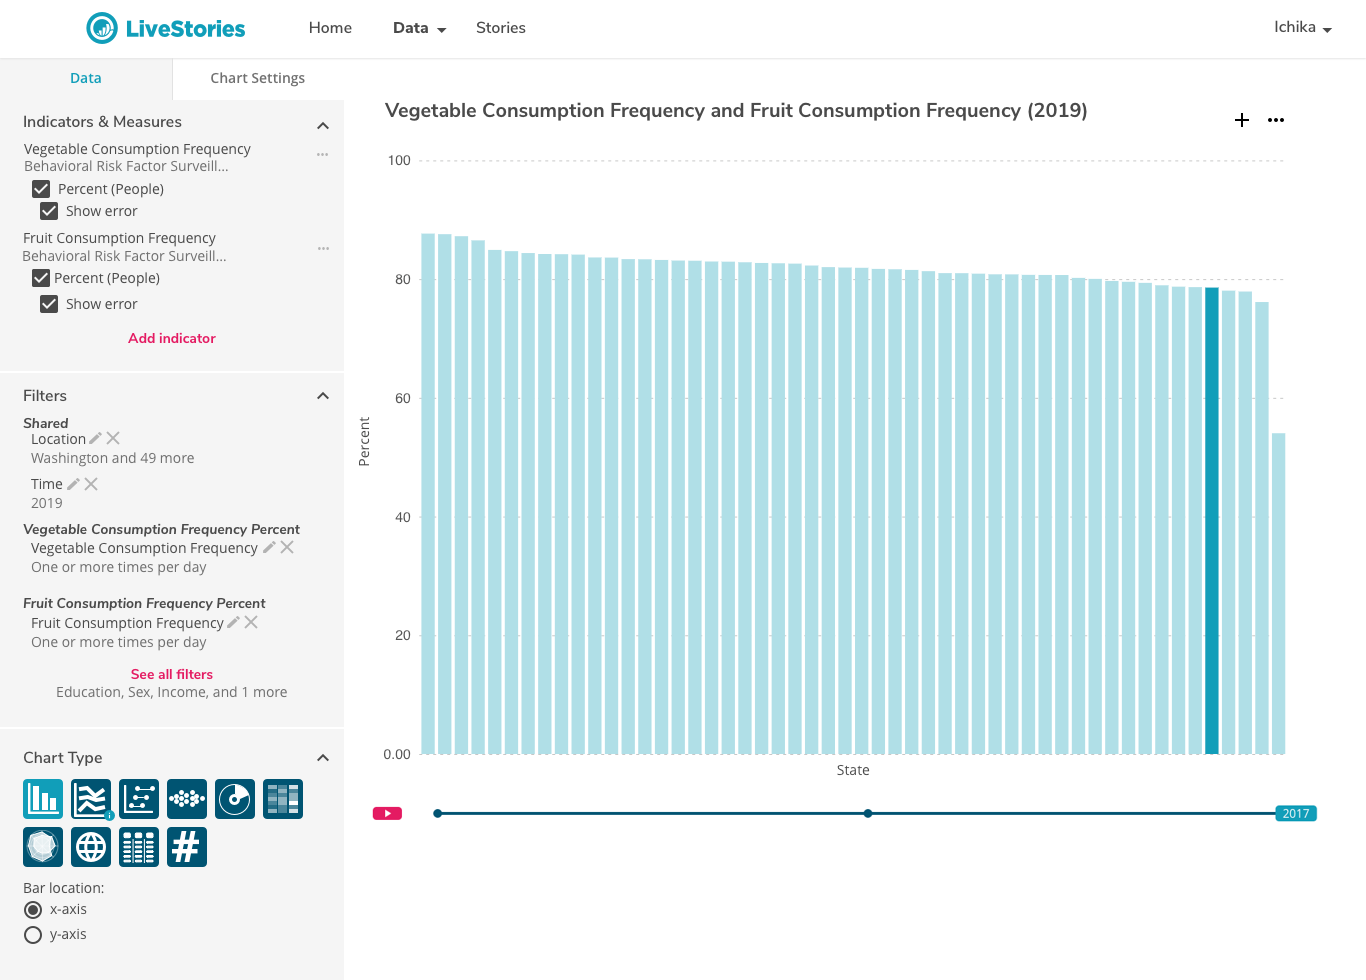 LiveStories
Home
Data
Stories
Ichika
Data
Chart Settings
Indicators & Measures
Vegetable Consumption Frequency
Behavioral Risk Factor Surveill...
Percent (People)
Show error
Fruit Consumption Frequency
Behavioral Risk Factor Surveill...
Percent (People)
Show error
Add indicator
Filters
Shared
Location
Washington and 49 more
Time
2019
Vegetable Consumption Frequency Percent
Vegetable Consumption Frequency
One or more times per day
Fruit Consumption Frequency Percent
Fruit Consumption Frequency
One or more times per day
See all filters
Education, Sex, Income, and 1 more
Chart Type
i
#
Bar location:
x-axis
y-axis
Vegetable Consumption Frequency and Fruit Consumption Frequency (2019)
100
80
60
40
20
0.00
Percent
State
2017